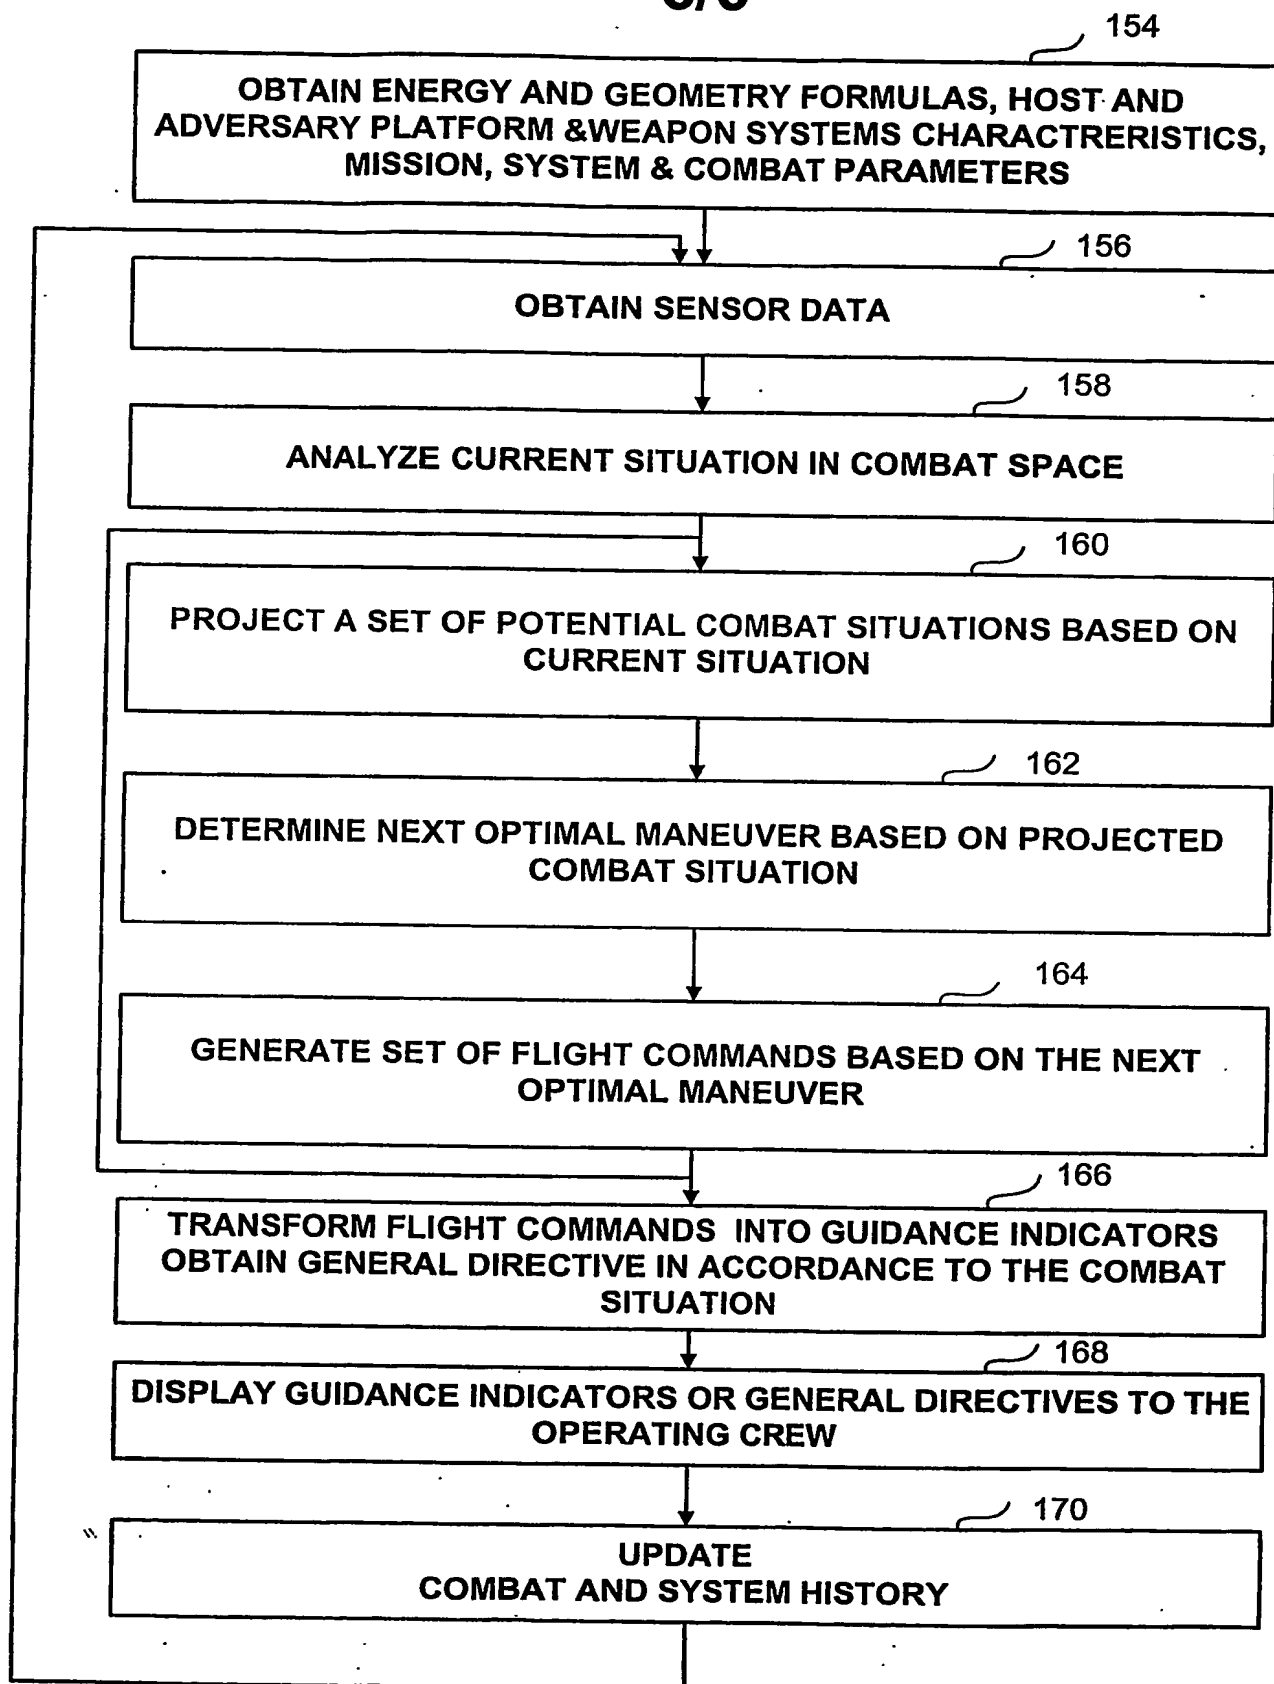 154
OBTAIN ENERGY AND GEOMETRY FORMULAS, HOST AND
ADVERSARY PLATFORM &WEAPON SYSTEMS CHARACTRERISTICS,
MISSION, SYSTEM & COMBAT PARAMETERS
156
OBTAIN SENSOR DATA
158
ANALYZE CURRENT SITUATION IN COMBAT SPACE
160
PROJECT A SET OF POTENTIAL COMBAT SITUATIONS BASED ON
CURRENT SITUATION
162
DETERMINE NEXT OPTIMAL MANEUVER BASED ON PROJECTED
COMBAT SITUATION
164
GENERATE SET OF FLIGHT COMMANDS BASED ON THE NEXT
OPTIMAL MANEUVER
166
TRANSFORM FLIGHT COMMANDS INTO GUIDANCE INDICATORS
OBTAIN GENERAL DIRECTIVE IN ACCORDANCE TO THE COMBAT
SITUATION
168
DISPLAY GUIDANCE INDICATORS OR GENERAL DIRECTIVES TO THE
OPERATING CREW
170
UPDATE
COMBAT AND SYSTEM HISTORY